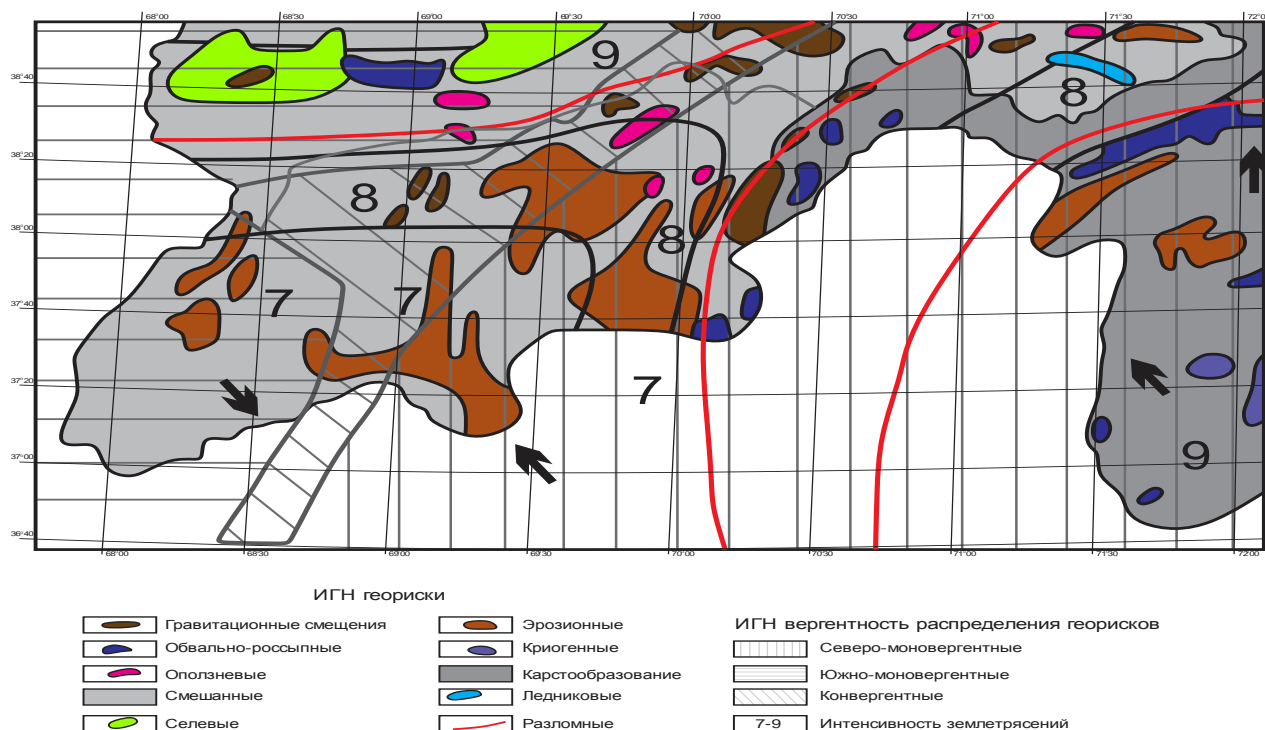 68°00 68°30 69°00 69°30 70°00 70°30 71°00 71°30 72°0
38°40
38°20
38°00
37°40
37°20
37°00
36°40
9
8
8
8
7
7
7
9
68°00 68°30 69°00 69°30 70°00 70°30 71°00 71°30 72°00
ИГН георИски
Гравитационные смещения
Обвально-россыпные
Оползневые
Смешанные
Селевые
Эрозионные
Криогенные
Карстообразование
Ледниковые
Разломные
ИГН вергентность распределения георисков
Северо-моновергентные
Южно-моновергентные
Конвергентные
7-9 Интенсивность землетрясений